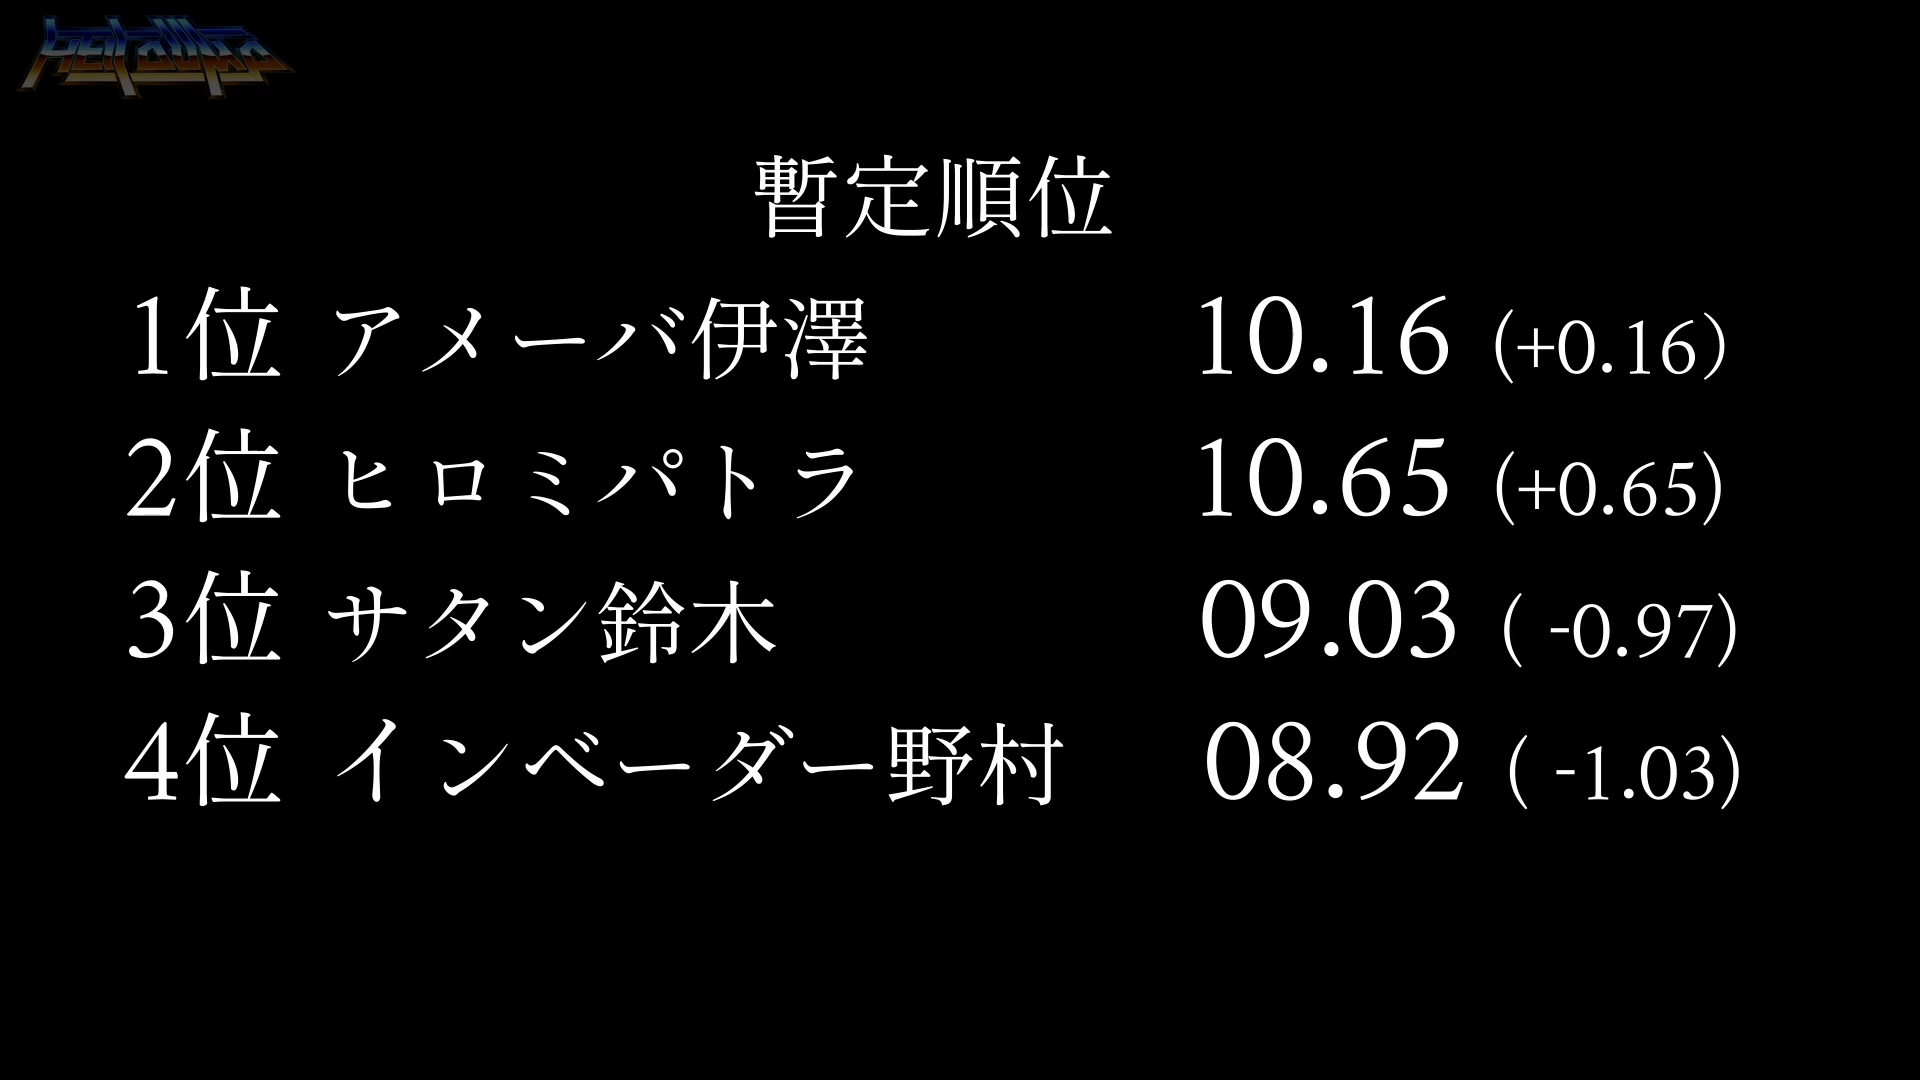 暫定順位
1位 アメーバ伊澤 10.16 (+0.16)
2位 ヒロミパトラ 10.65 (+0.65)
3位 サタン鈴木 09.03 ( -0.97)
4位 インベーダー野村 08.92 ( -1.03)